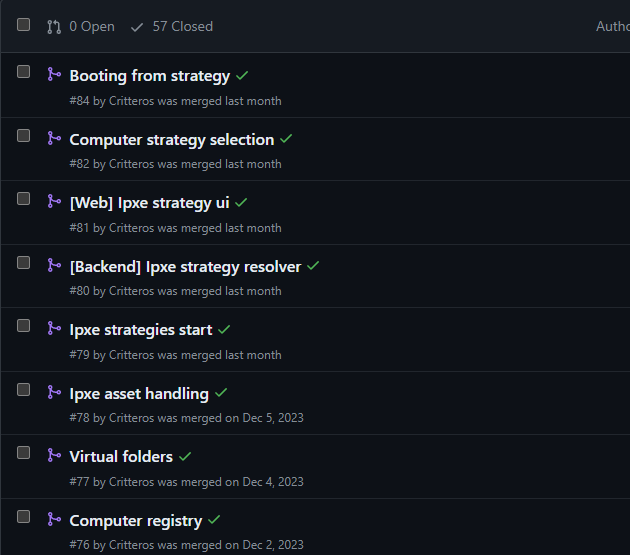 0 Open 57 Closed Autho
Booting from strategy
#84 by Critteros was merged last month
Computer strategy selection
#82 by Critteros was merged last month
[Web] Ipxe strategy ui
#81 by Critteros was merged last month
[Backend] Ipxe strategy resolver
#80 by Critteros was merged last month
Ipxe strategies start
#79 by Critteros was merged last month
Ipxe asset handling
#78 by Critteros was merged on Dec 5, 2023
Virtual folders
#77 by Critteros was merged on Dec 4, 2023
Computer registry
#76 by Critteros was merged on Dec 2, 2023